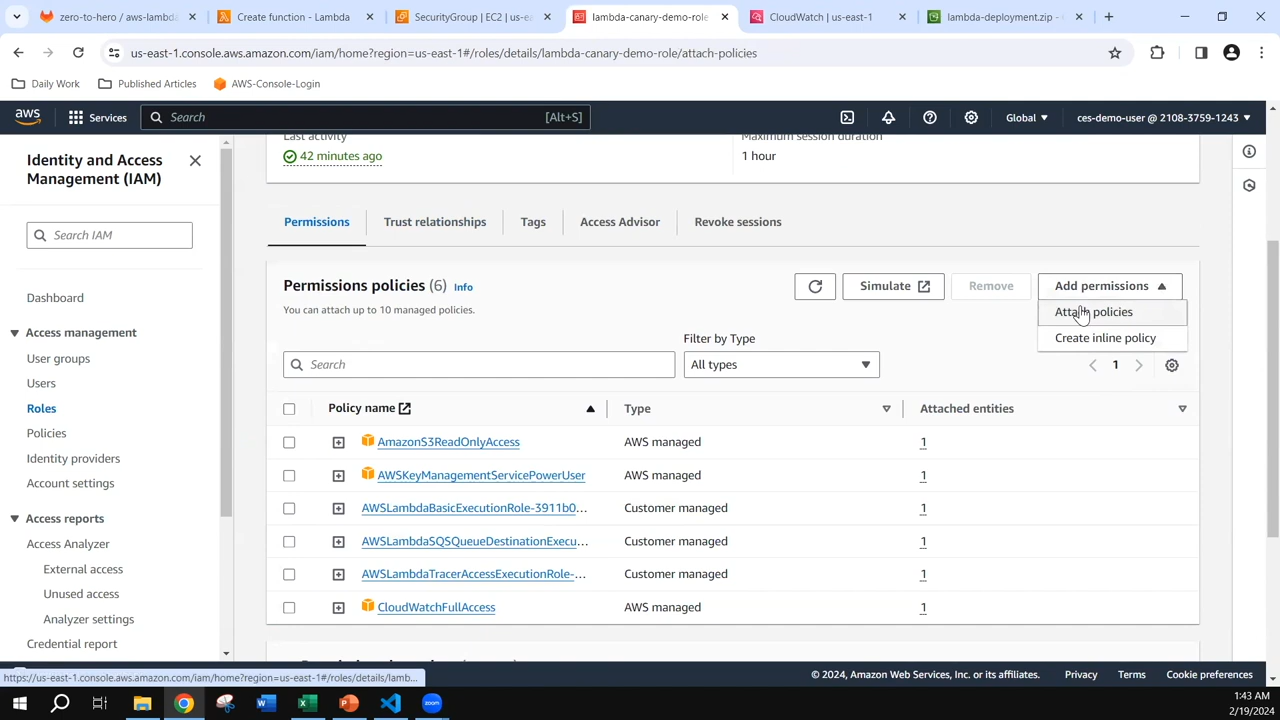 zero-to-hero / aws-lambda
Create function - Lambda
SecurityGroup | EC2 | us-ea
lambda-canary-demo-role
CloudWatch | us-east-1
lambda-deployment.zip -
us-east-1.console.aws.amazon.com/iam/home?region=us-east-1#/roles/details/lambda-canary-demo-role/attach-policies
Daily Work
Published Articles
AWS-Console-Login
aws
Services
Search
[Alt+S]
Global
ces-demo-user @ 2108-3759-1243
Identity and Access Management (IAM)
Search IAM
Dashboard
Access management
User groups
Users
Roles
Policies
Identity providers
Account settings
Access reports
Access Analyzer
External access
Unused access
Analyzer settings
Credential report
Last activity
42 minutes ago
Maximum session duration
1 hour
Permissions
Trust relationships
Tags
Access Advisor
Revoke sessions
Permissions policies (6) Info
You can attach up to 10 managed policies.
Simulate
Remove
Add permissions
Attach policies
Create inline policy
Filter by Type
Search
All types
1
Policy name
Type
Attached entities
AmazonS3ReadOnlyAccess
AWS managed
1
AWSKeyManagementServicePowerUser
AWS managed
1
AWSLambdaBasicExecutionRole-3911b0...
Customer managed
1
AWSLambdaSQSQueueDestinationExecu...
Customer managed
1
AWSLambdaTracerAccessExecutionRole-...
Customer managed
1
CloudWatchFullAccess
AWS managed
1
https://us-east-1.console.aws.amazon.com/iam/home?region=us-east-1#/roles/details/lamb...
© 2024, Amazon Web Services, Inc. or its affiliates.
Privacy
Terms
Cookie preferences
zoom
1:43 AM
2/19/2024